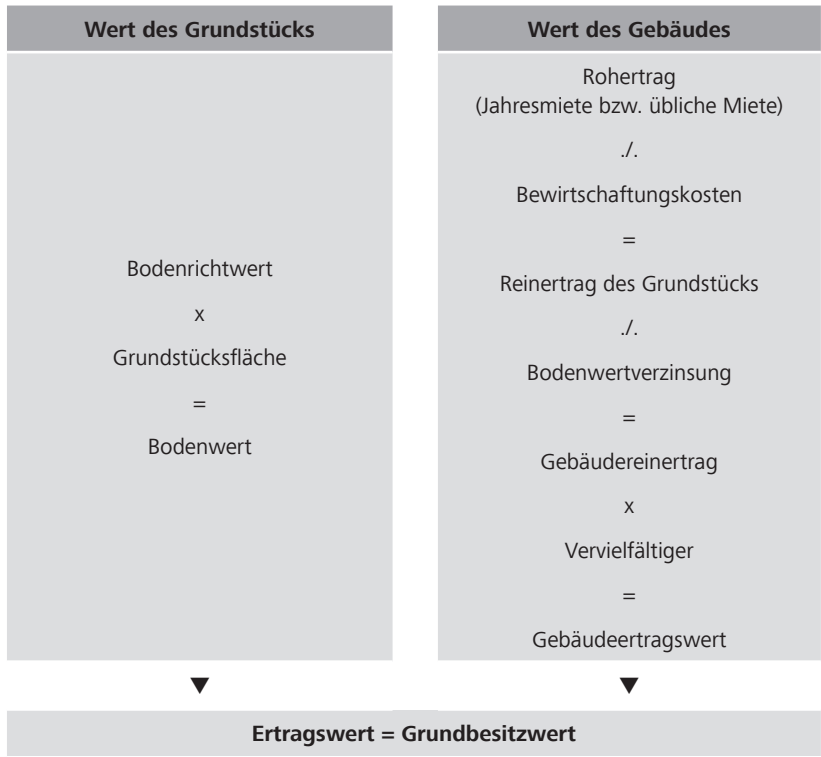 Wert des Grundstücks
Bodenrichtwert
x
Grundstücksfläche
=
Bodenwert
Wert des Gebäudes
Rohertrag
(Jahresmiete bzw. übliche Miete)
./.
Bewirtschaftungskosten
=
Reinertrag des Grundstücks
./.
Bodenwertverzinsung
=
Gebäudereinertrag
x
Vervielfältiger
=
Gebäudeertragswert
Ertragswert = Grundbesitzwert